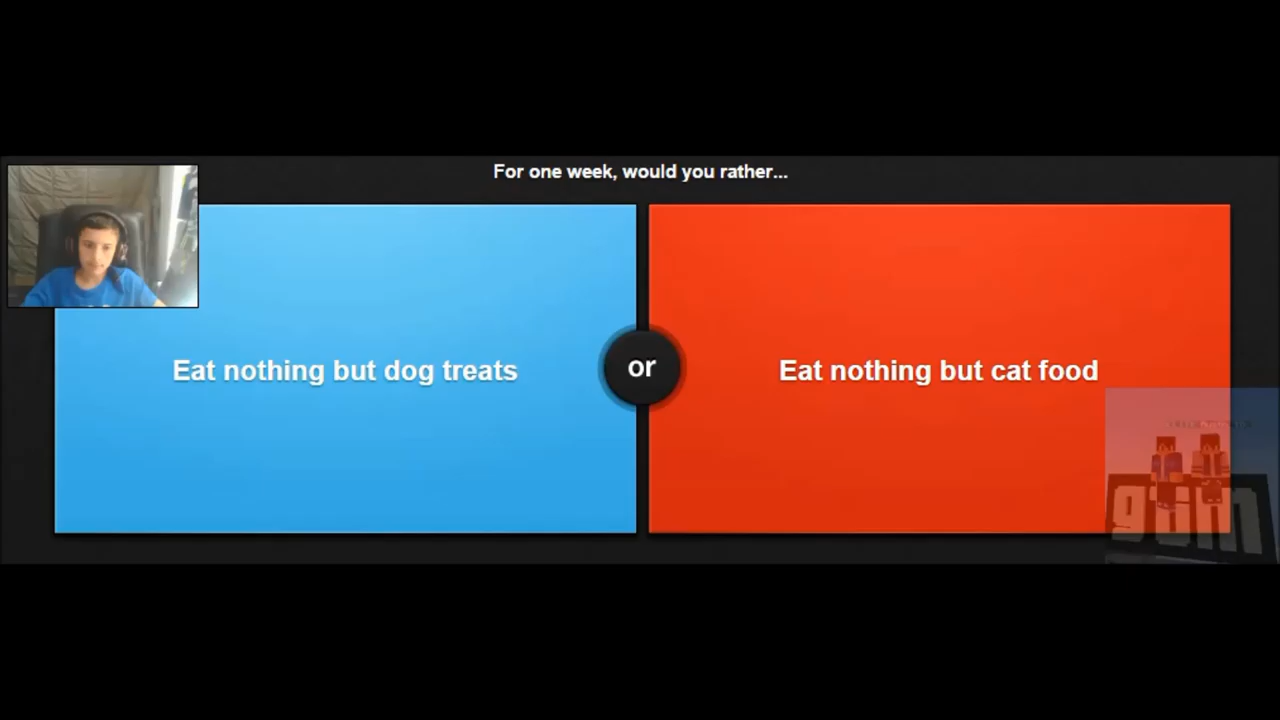 For one week, would you rather...
Eat nothing but dog treats
or
Eat nothing but cat food